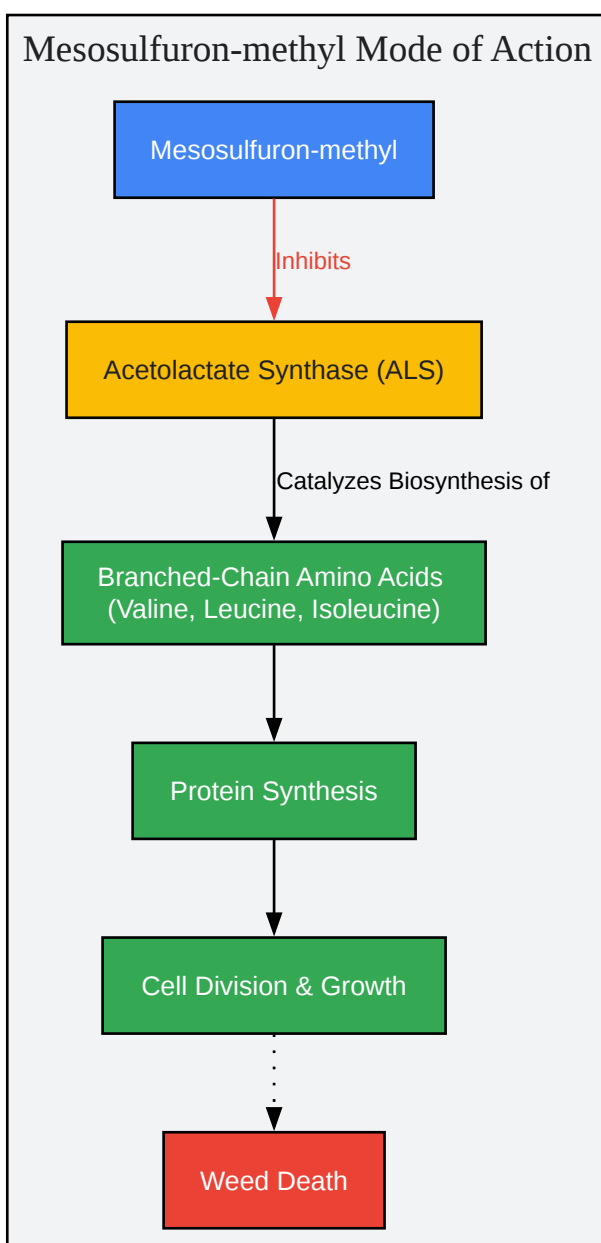 Mesosulfuron-methyl Mode of Action
Mesosulfuron-methyl
Inhibits
Acetolactate Synthase (ALS)
Catalyzes Biosynthesis of
Branched-Chain Amino Acids
(Valine, Leucine, Isoleucine)
Protein Synthesis
Cell Division & Growth
Weed Death